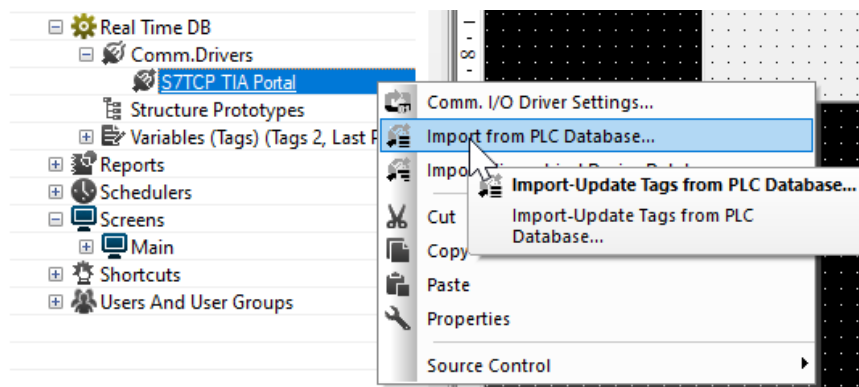 Real Time DB
Comm.Drivers
S7TCP TIA Portal
Structure Prototypes
Variables (Tags) (Tags 2, Last
Reports
Schedulers
Screens
Main
Shortcuts
Users And User Groups
8
Comm. I/O Driver Settings...
Import from PLC Database...
Import-Update Tags from PLC Database...
Import-Update Tags from PLC
Database...
Cut
Copy
Paste
Properties
Source Control